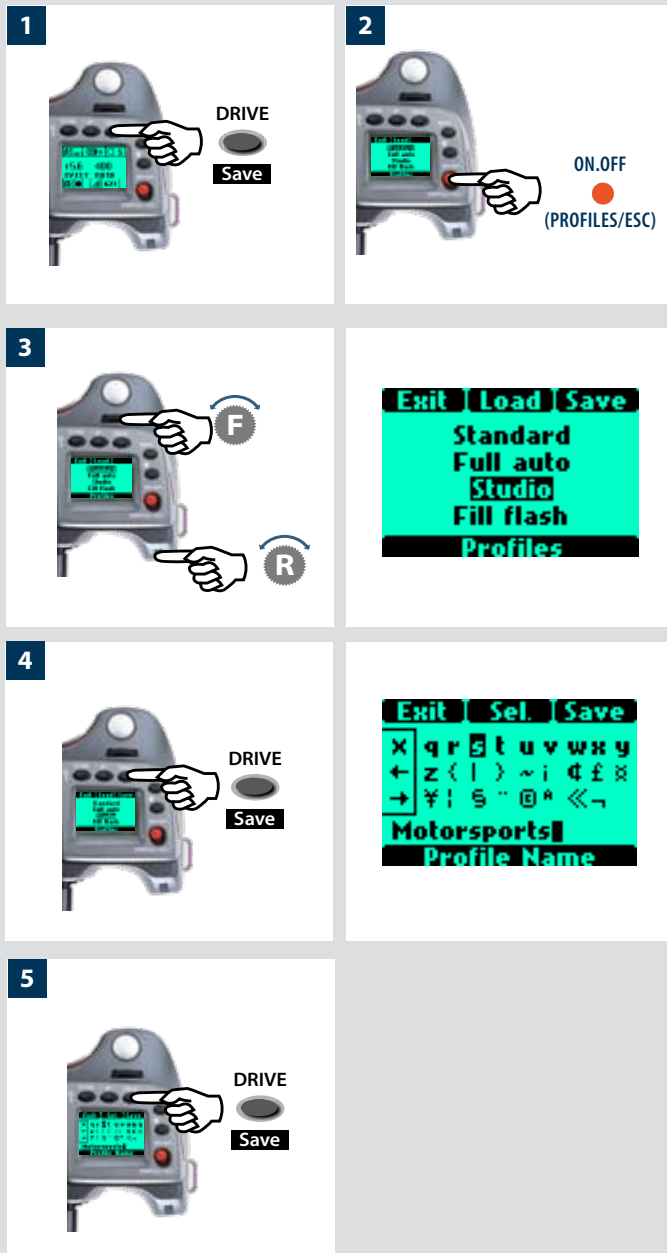 1
DRIVE
Save
2
ON.OFF
(PROFILES/ESC)
3
F
R
Exit Load Save
Standard
Full auto
Studio
Fill flash
Profiles
4
DRIVE
Save
Exit Sel. Save
X q r s t u v w x y
← z { | } ~ ¡ ¢ £ ¤
→ ¥ ¦ § ¨ © ª « ¬
Motorsports
Profile Name
5
DRIVE
Save